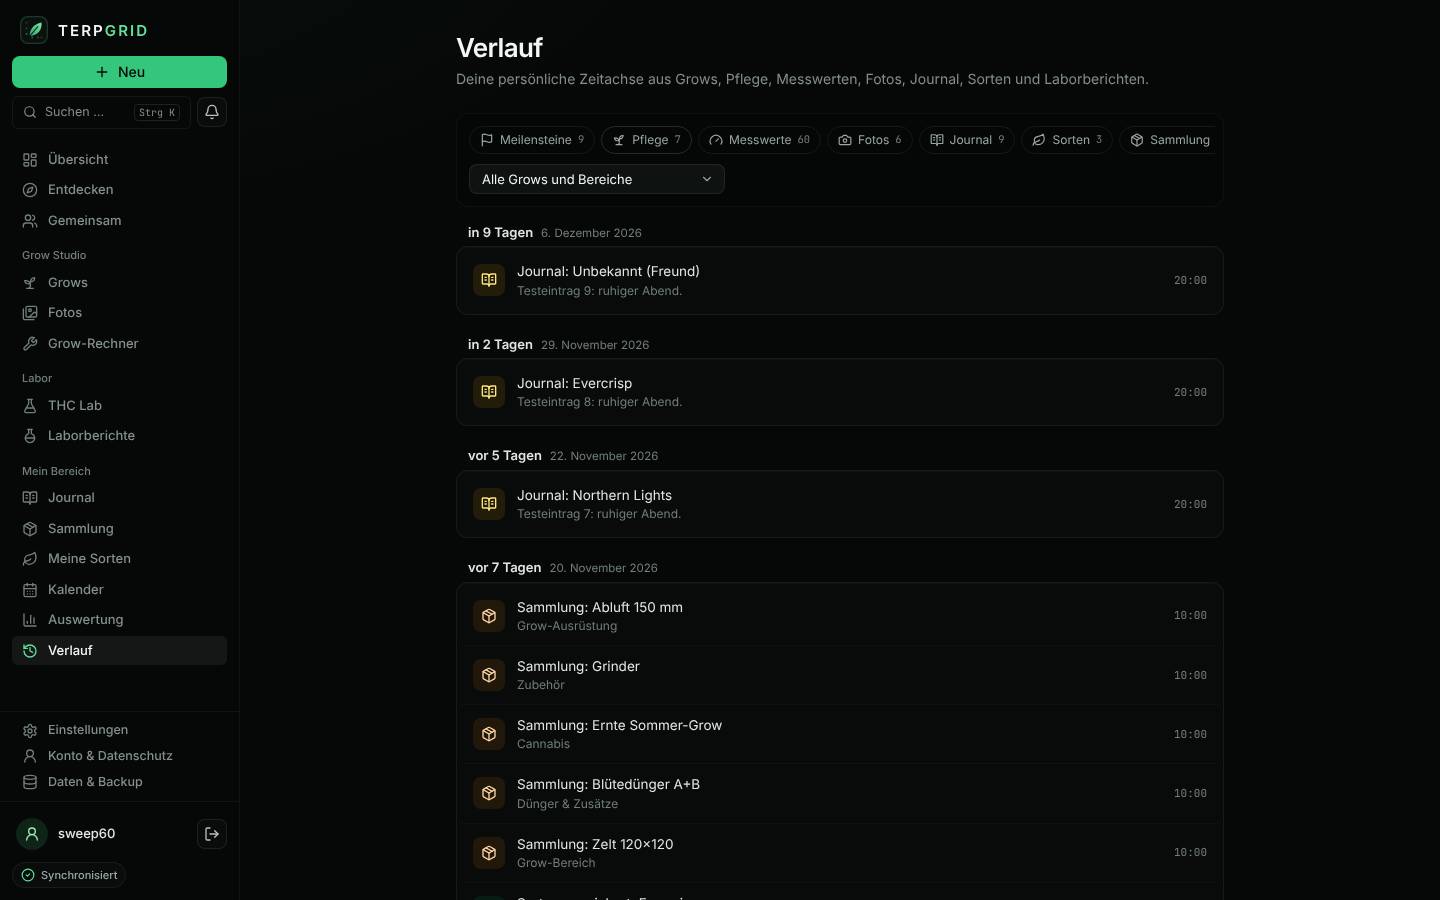 TERPGRID
Neu
Suchen ... Strg K
Übersicht
Entdecken
Gemeinsam
Grow Studio
Grows
Fotos
Grow-Rechner
Labor
THC Lab
Laborberichte
Mein Bereich
Journal
Sammlung
Meine Sorten
Kalender
Auswertung
Verlauf
Einstellungen
Konto & Datenschutz
Daten & Backup
sweep60
Synchronisiert
Verlauf
Deine persönliche Zeitachse aus Grows, Pflege, Messwerten, Fotos, Journal, Sorten und Laborberichten.
Meilensteine 9 Pflege 7 Messwerte 60 Fotos 6 Journal 9 Sorten 3 Sammlung
Alle Grows und Bereiche
in 9 Tagen 6. Dezember 2026
Journal: Unbekannt (Freund)
Testeintrag 9: ruhiger Abend.
20:00
in 2 Tagen 29. November 2026
Journal: Evercrisp
Testeintrag 8: ruhiger Abend.
20:00
vor 5 Tagen 22. November 2026
Journal: Northern Lights
Testeintrag 7: ruhiger Abend.
20:00
vor 7 Tagen 20. November 2026
Sammlung: Abluft 150 mm
Grow-Ausrüstung
10:00
Sammlung: Grinder
Zubehör
10:00
Sammlung: Ernte Sommer-Grow
Cannabis
10:00
Sammlung: Blütedünger A+B
Dünger & Zusätze
10:00
Sammlung: Zelt 120×120
Grow-Bereich
10:00